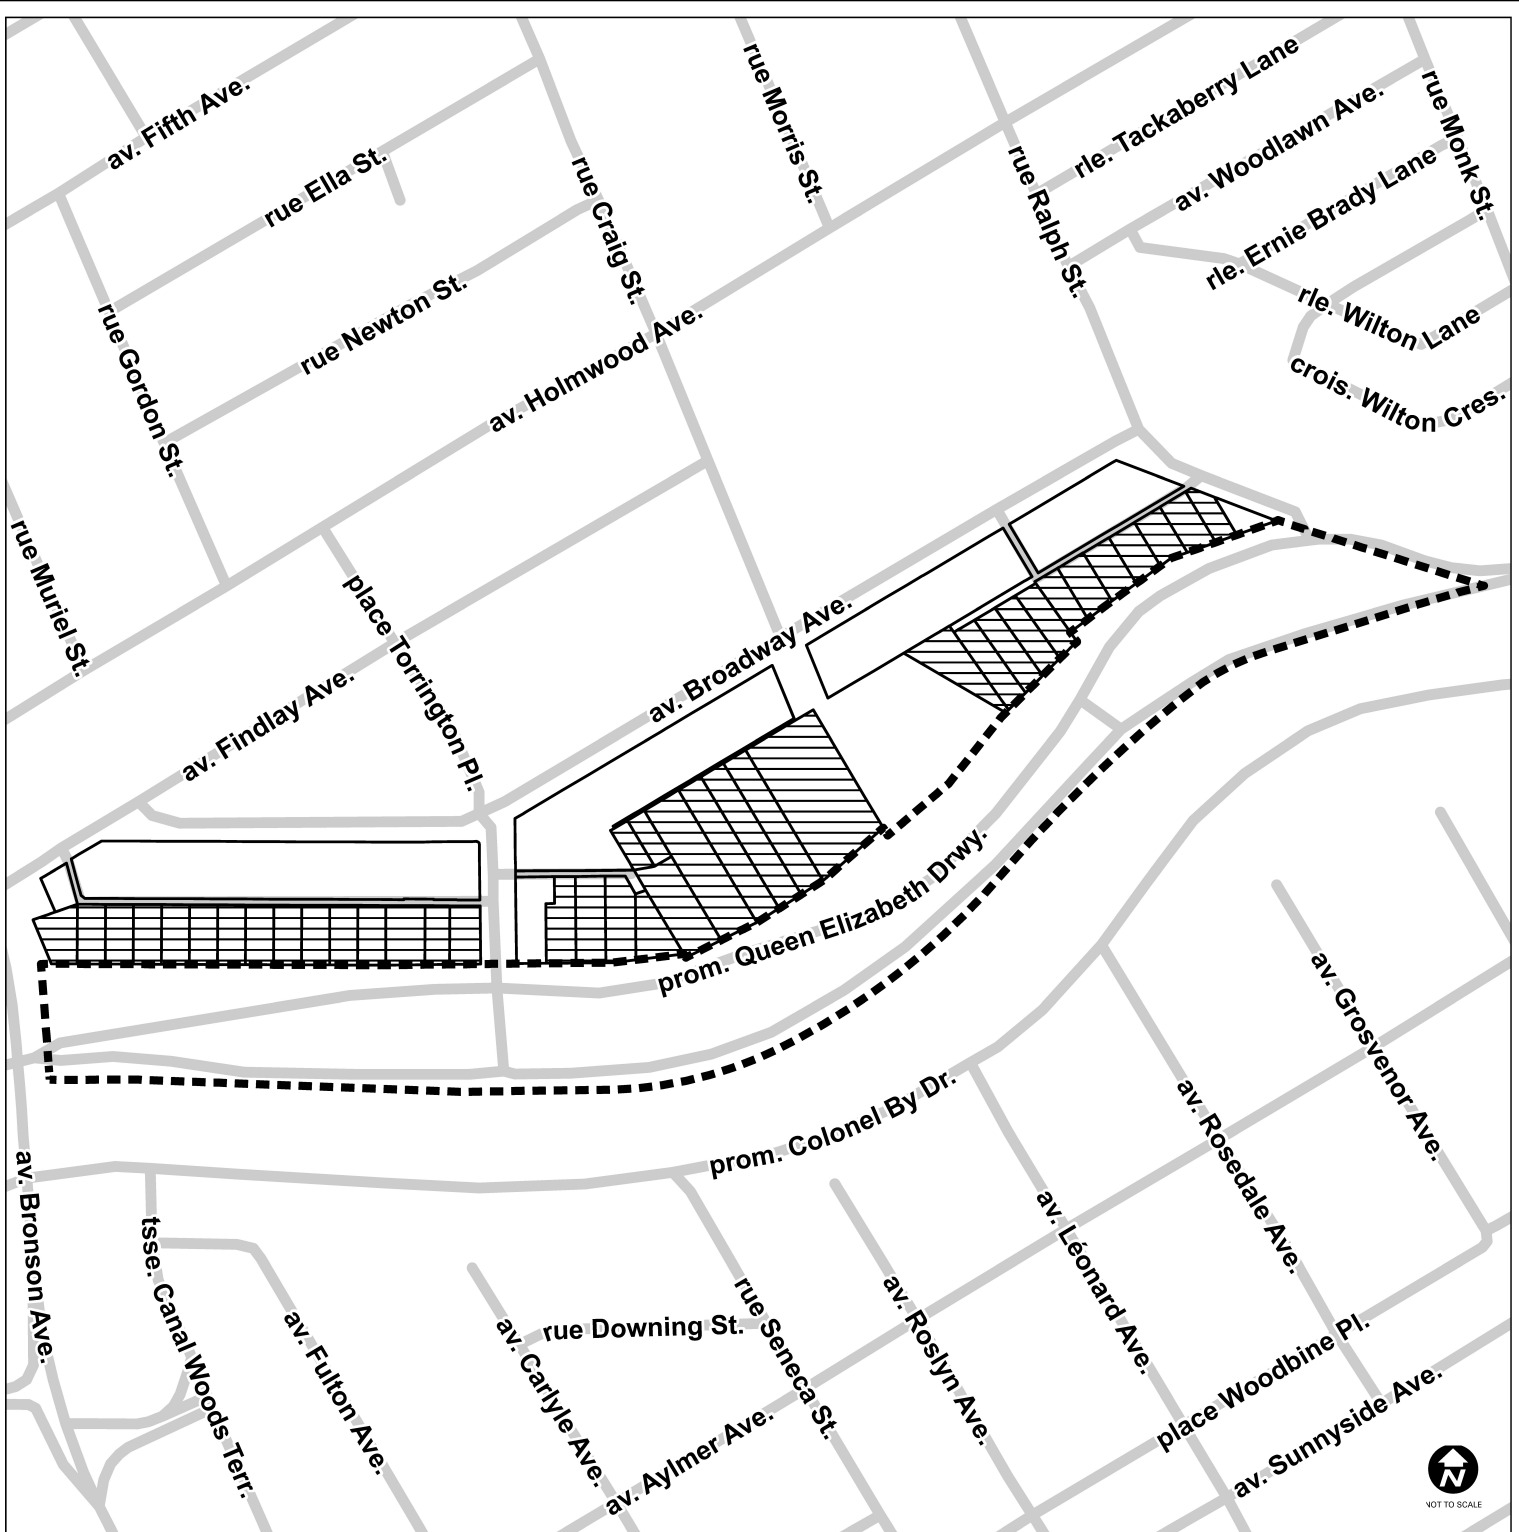 av. Fifth Ave.
rue Ella St.
rue Morris St.
rle. Tackaberry Lane
av. Woodlawn Ave.
rue Monk St.
rle. Ernie Brady Lane
rue Craig St.
rue Ralph St.
rue Newton St.
rle. Wilton Lane
rue Gordon St.
av. Holmwood Ave.
crois. Wilton Cres.
rue Muriel St.
place Torrington Pl.
av. Findlay Ave.
av. Broadway Ave.
prom. Queen Elizabeth Drwy.
av. Grosvenor Ave.
prom. Colonel By Dr.
av. Rosedale Ave.
av. Bronson Ave.
tsse. Canal Woods Terr.
av. Léonard Ave.
av. Fulton Ave.
av. Carlyle Ave.
rue Downing St.
rue Seneca St.
av. Roslyn Ave.
place Woodbine Pl.
av. Aylmer Ave.
av. Sunnyside Ave.
N
NOT TO SCALE